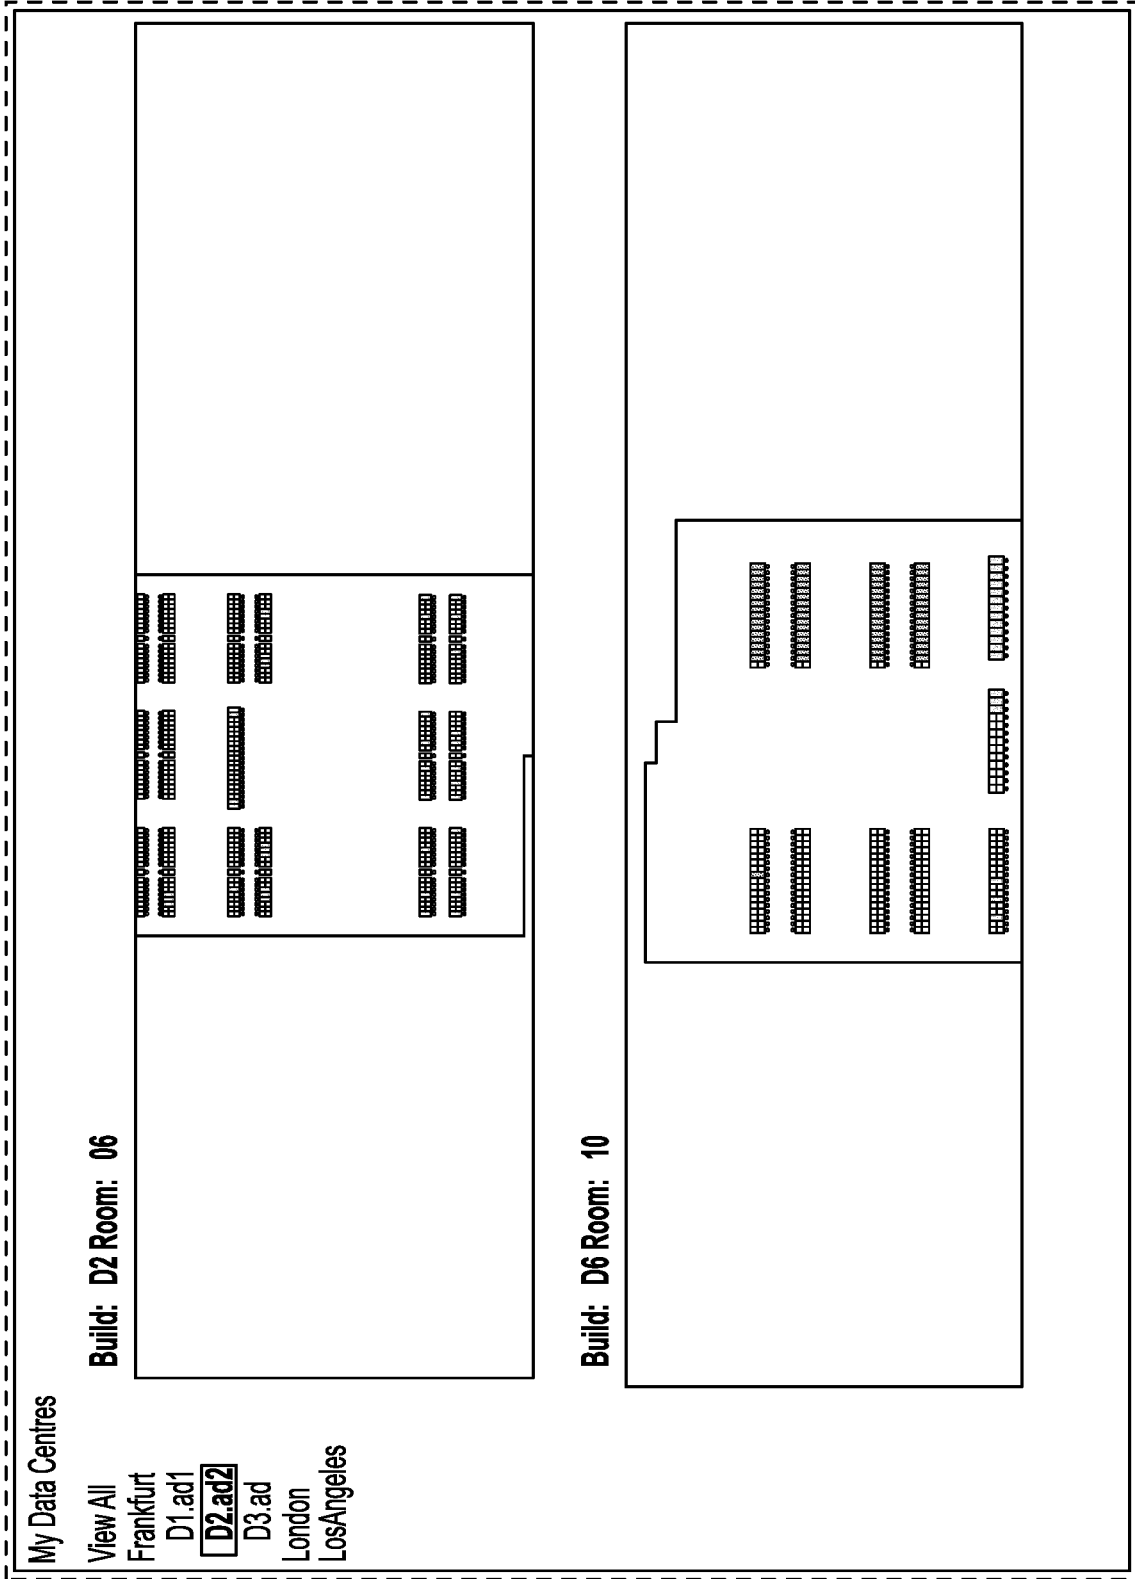 My Data Centres
View All
Frankfurt
D1.ad1
D2.ad2
D3.ad
London
LosAngeles
Build: D2 Room: 06
Build: D6 Room: 10